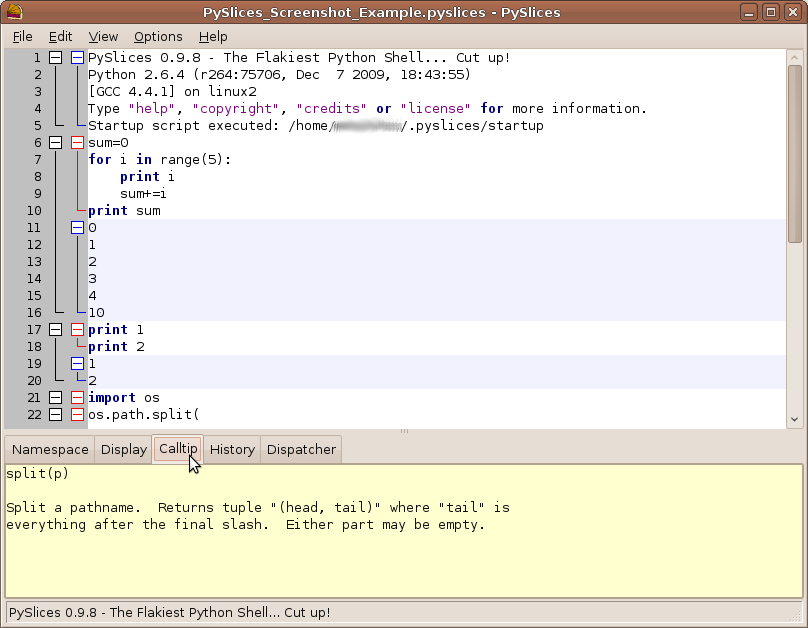 PySlices_Screenshot_Example.pyslices - PySlices
File Edit View Options Help
1 PySlices 0.9.8 - The Flakiest Python Shell... Cut up!
2 Python 2.6.4 (r264:75706, Dec  7 2009, 18:43:55)
3 [GCC 4.4.1] on linux2
4 Type "help", "copyright", "credits" or "license" for more information.
5 Startup script executed: /home/ /.pyslices/startup
6 sum=0
7 for i in range(5):
8     print i
9     sum+=i
10 print sum
11 0
12 1
13 2
14 3
15 4
16 10
17 print 1
18 print 2
19 1
20 2
21 import os
22 os.path.split(
Namespace Display Calltip History Dispatcher
split(p)
Split a pathname.  Returns tuple "(head, tail)" where "tail" is
everything after the final slash.  Either part may be empty.
PySlices 0.9.8 - The Flakiest Python Shell... Cut up!